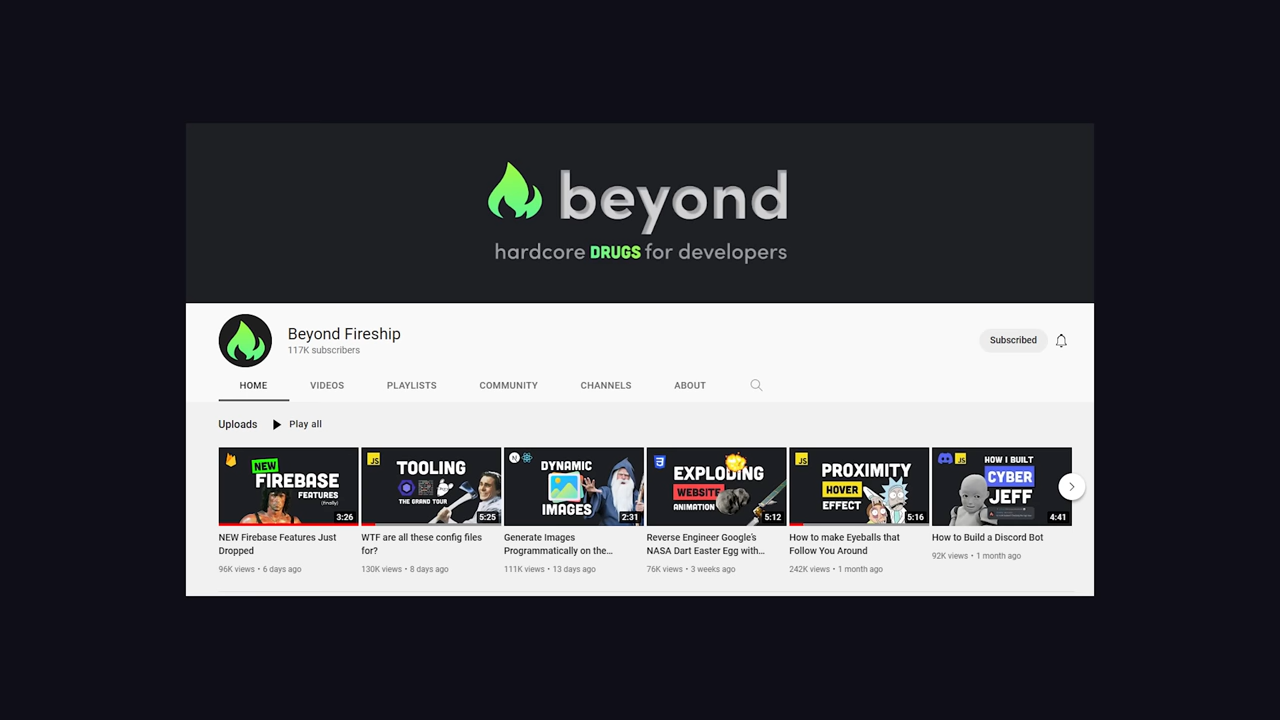 beyond
hardcore DRUGS for developers
Beyond Fireship
117K subscribers
Subscribed
HOME VIDEOS PLAYLISTS COMMUNITY CHANNELS ABOUT
Uploads Play all
JS
NEW
FIREBASE
FEATURES
(finally)
3:26
TOOLING
THE GRAND TOUR
5:25
N
DYNAMIC
IMAGES
2:31
3
EXPLODING
WEBSITE
ANIMATION
5:12
JS
PROXIMITY
HOVER
EFFECT
5:16
JS
HOW I BUILT
CYBER
JEFF
4:41
NEW Firebase Features Just
Dropped
96K views • 6 days ago
WTF are all these config files
for?
130K views • 8 days ago
Generate Images
Programmatically on the...
111K views • 13 days ago
Reverse Engineer Google's
NASA Dart Easter Egg with...
76K views • 3 weeks ago
How to make Eyeballs that
Follow You Around
242K views • 1 month ago
How to Build a Discord Bot
92K views • 1 month ago